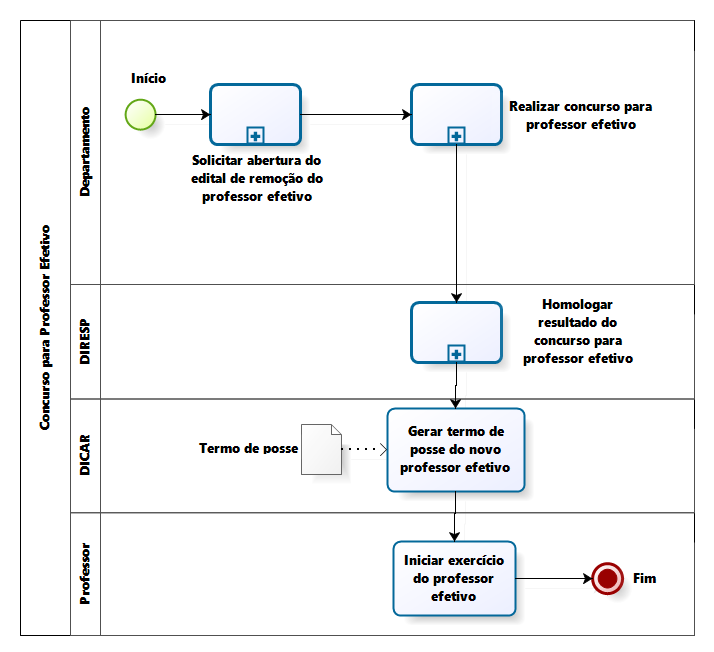 Concurso para Professor Efetivo
Departamento
Início
Solicitar abertura do
edital de remoção do
professor efetivo
Realizar concurso para
professor efetivo
DIRESP
Homologar
resultado do
concurso para
professor efetivo
DICAR
Termo de posse
Gerar termo de
posse do novo
professor efetivo
Professor
Iniciar exercício
do professor
efetivo
Fim